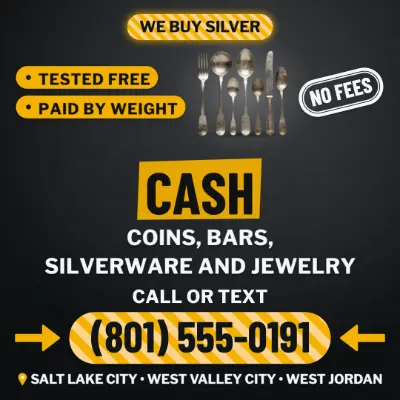 WE BUY SILVER
• TESTED FREE
• PAID BY WEIGHT
NO FEES
CASH
COINS, BARS,
SILVERWARE AND JEWELRY
CALL OR TEXT
(801) 555-0191
SALT LAKE CITY • WEST VALLEY CITY • WEST JORDAN